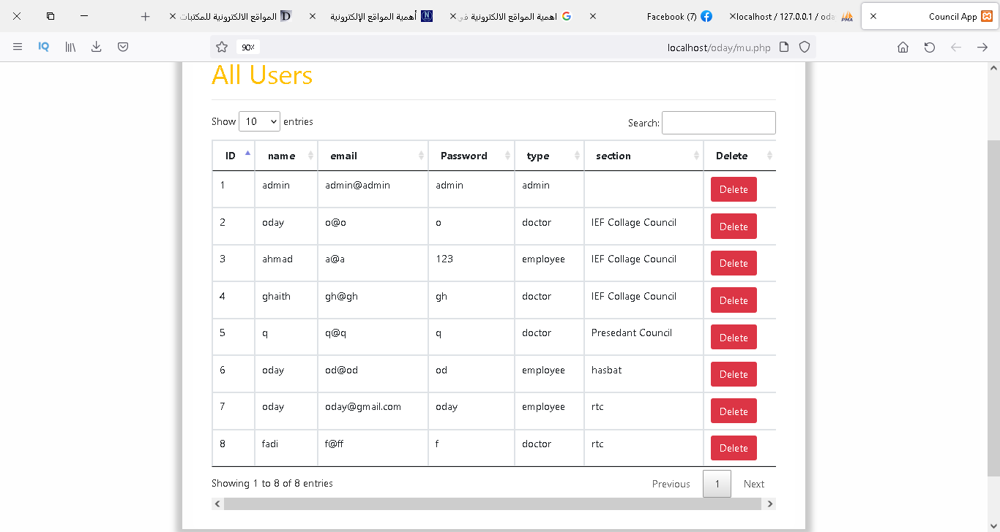 Council App
localhost / 127.0.0.1 / oda
Facebook (7)
اهمية المواقع الالكترونية في
أهمية المواقع الإلكترونية
المواقع الالكترونية للمكتبات
IQ
90%
localhost/oday/mu.php
All Users
Show 10 entries
Search:
ID name email Password type section Delete
1 admin admin@admin admin admin Delete
2 oday o@o o doctor IEF Collage Council Delete
3 ahmad a@a 123 employee IEF Collage Council Delete
4 ghaith gh@gh gh doctor IEF Collage Council Delete
5 q q@q q doctor Presedant Council Delete
6 oday od@od od employee hasbat Delete
7 oday oday@gmail.com oday employee rtc Delete
8 fadi f@ff f doctor rtc Delete
Showing 1 to 8 of 8 entries
Previous 1 Next